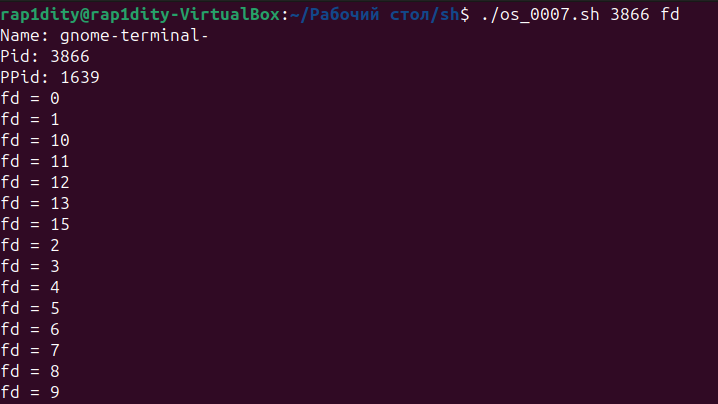 rap1dity@rap1dity-VirtualBox:~/Рабочий стол/sh$ ./os_0007.sh 3866 fd
Name: gnome-terminal-
Pid: 3866
PPid: 1639
fd = 0
fd = 1
fd = 10
fd = 11
fd = 12
fd = 13
fd = 15
fd = 2
fd = 3
fd = 4
fd = 5
fd = 6
fd = 7
fd = 8
fd = 9